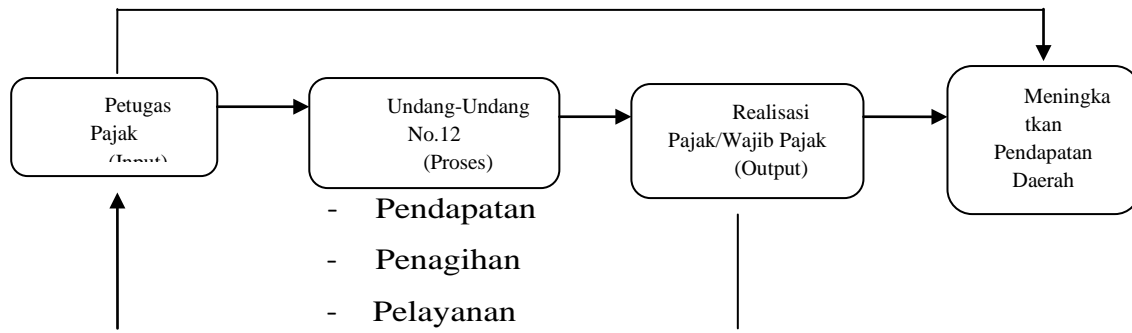 Petugas
Pajak
(Input)
Undang-Undang
No.12
(Proses)
Realisasi
Pajak/Wajib Pajak
(Output)
Meningka
tkan
Pendapatan
Daerah
- Pendapatan
- Penagihan
- Pelayanan